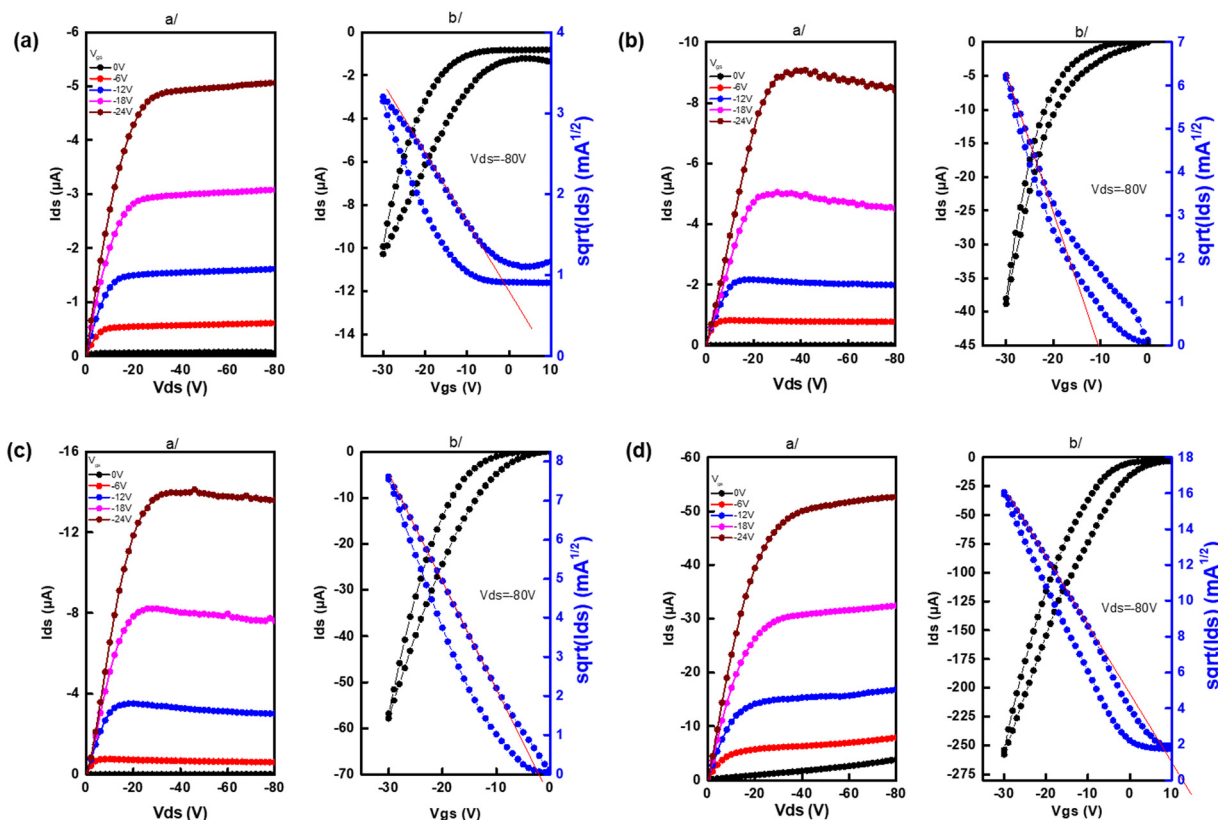 (a)
a/
Ids (µA)
-6
-5
-4
-3
-2
-1
0
Vgs
0V
-6V
-12V
-18V
-24V
0 -20 -40 -60 -80
Vds (V)
b/
Ids (µA)
0
-2
-4
-6
-8
-10
-12
-14
Vds=-80V
-30 -20 -10 0 10
Vgs (V)
4
3
2
1
0
sqrt(Ids) (mA1/2)
(b)
a/
Ids (µA)
-10
-8
-6
-4
-2
0
Vgs
0V
-6V
-12V
-18V
-24V
0 -20 -40 -60 -80
Vds (V)
b/
Ids (µA)
0
-5
-10
-15
-20
-25
-30
-35
-40
-45
Vds=-80V
-30 -20 -10 0
Vgs (V)
7
6
5
4
3
2
1
0
sqrt(Ids) (mA1/2)
(c)
a/
Ids (µA)
-16
-12
-8
-4
0
Vgs
0V
-6V
-12V
-18V
-24V
0 -20 -40 -60 -80
Vds (V)
b/
Ids (µA)
0
-10
-20
-30
-40
-50
-60
-70
Vds=-80V
-30 -20 -10 0
Vgs (V)
8
7
6
5
4
3
2
1
0
sqrt(Ids) (mA1/2)
(d)
a/
Ids (µA)
-60
-50
-40
-30
-20
-10
0
Vgs
0V
-6V
-12V
-18V
-24V
0 -20 -40 -60 -80
Vds (V)
b/
Ids (µA)
0
-25
-50
-75
-100
-125
-150
-175
-200
-225
-250
-275
Vds=-80V
-30 -20 -10 0 10
Vgs (V)
18
16
14
12
10
8
6
4
2
0
sqrt(Ids) (mA1/2)